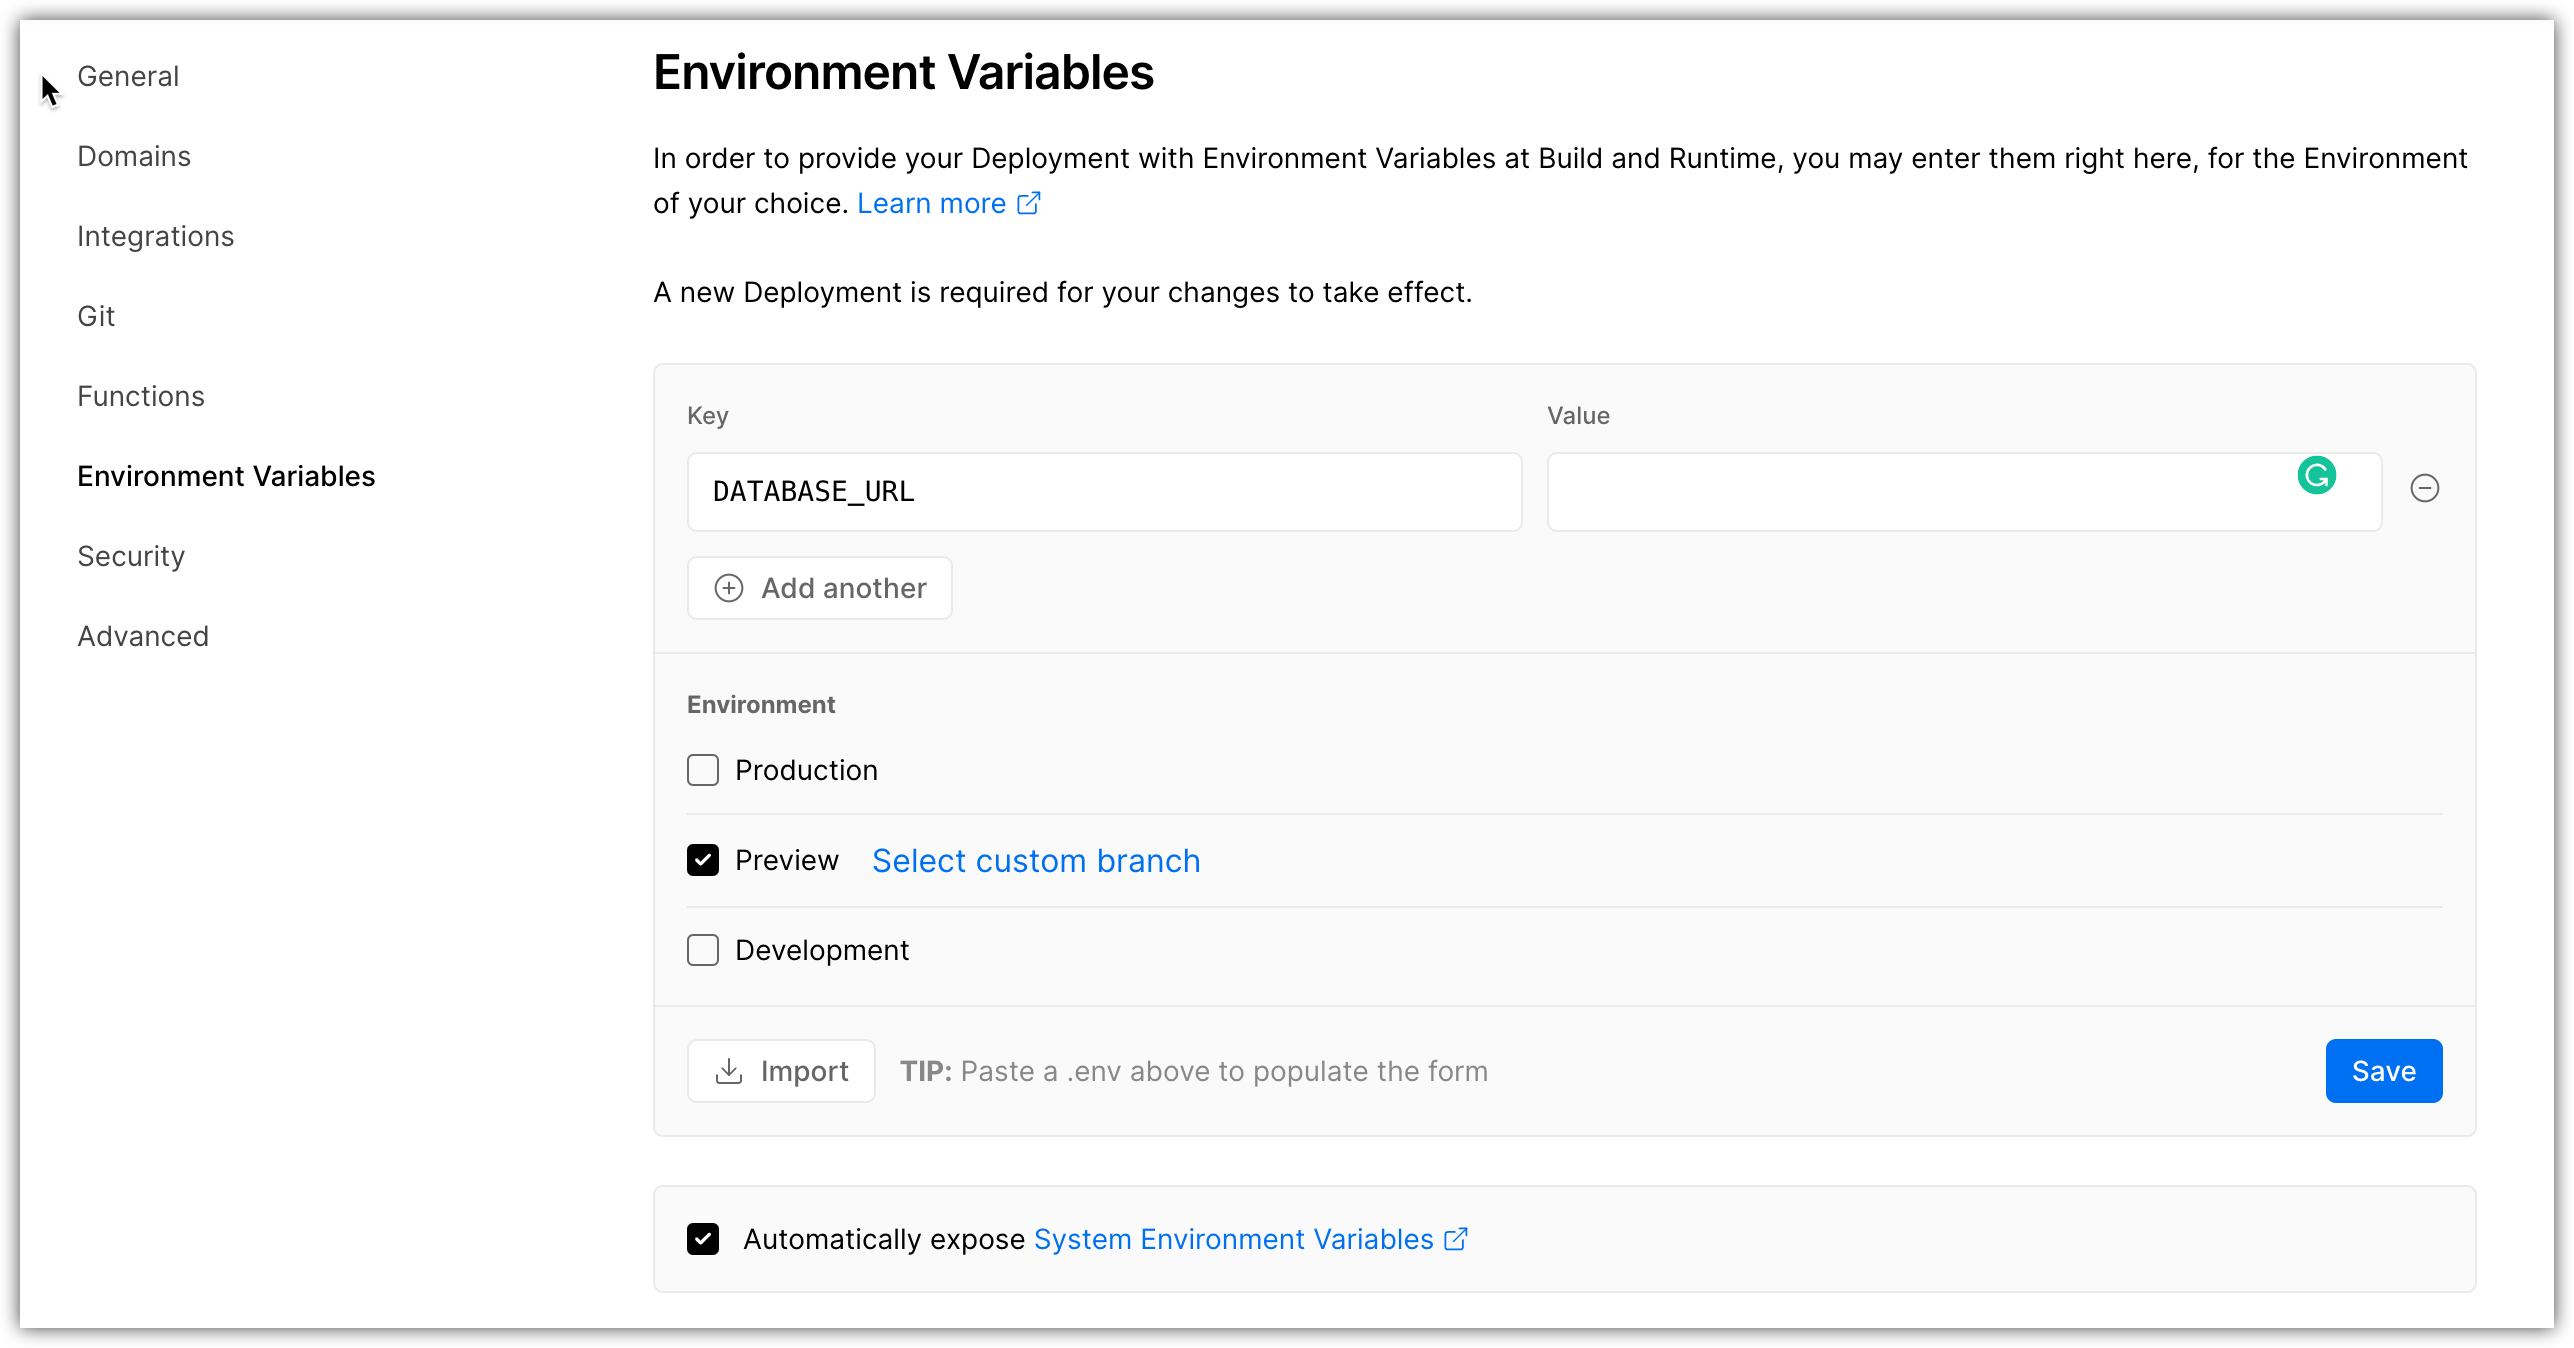 General
Domains
Integrations
Git
Functions
Environment Variables
Security
Advanced
Environment Variables
In order to provide your Deployment with Environment Variables at Build and Runtime, you may enter them right here, for the Environment
of your choice. Learn more
A new Deployment is required for your changes to take effect.
Key
Value
DATABASE_URL
Add another
Environment
Production
Preview Select custom branch
Development
Import TIP: Paste a .env above to populate the form
Save
Automatically expose System Environment Variables